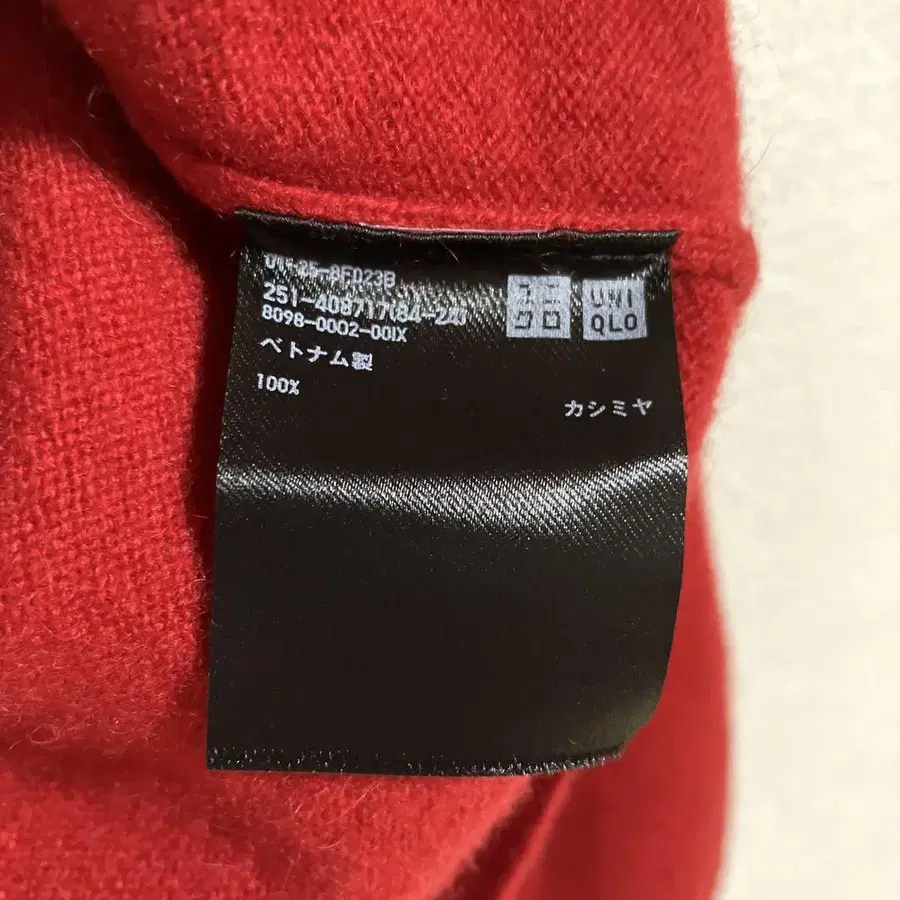 251-408717(84-24)
8098-0002-00IX
ベトナム製
100%
カシミヤ
ユニ
クロ
UNI
QLO